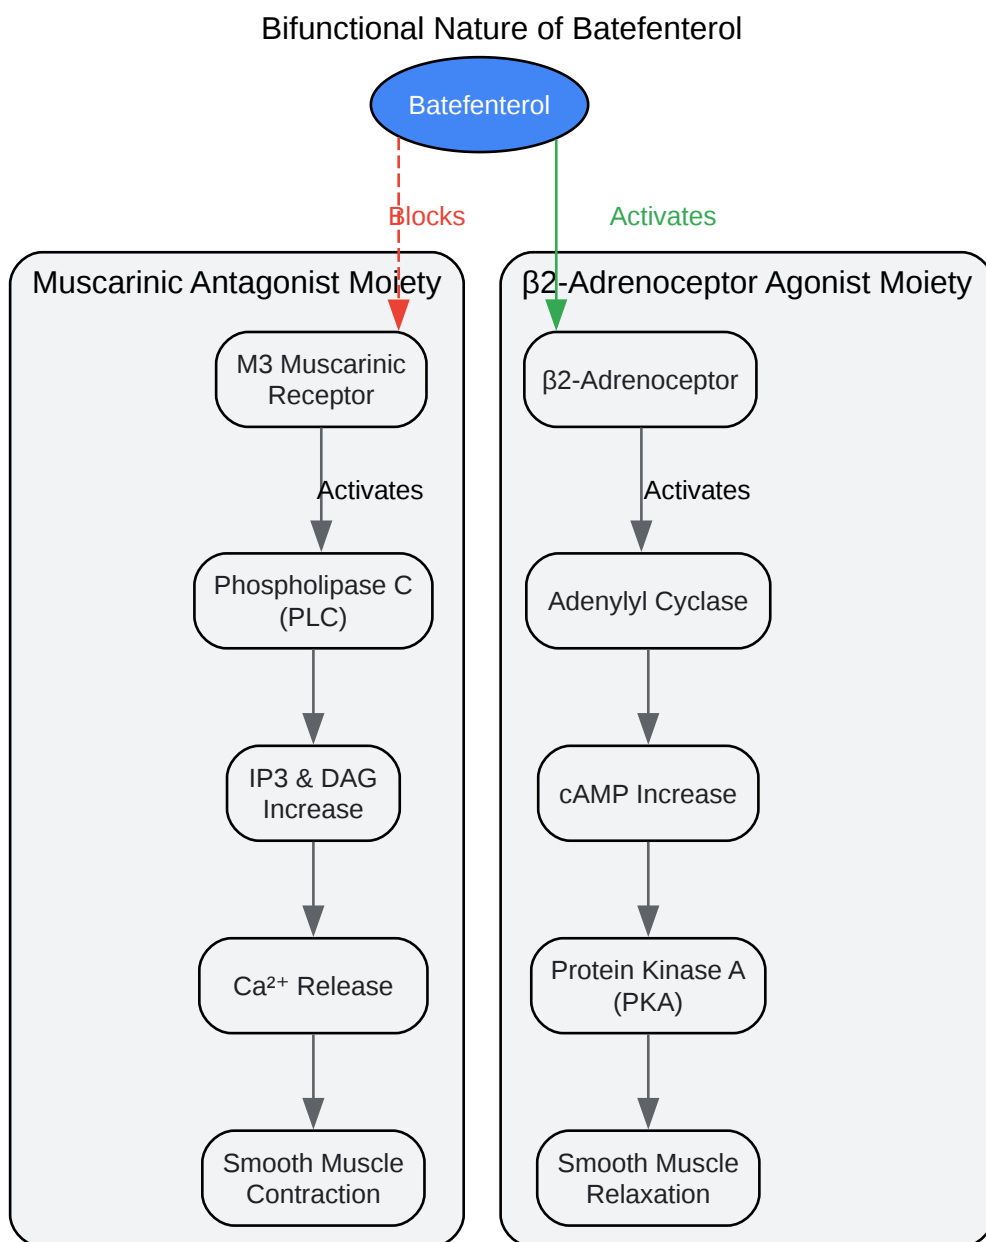 Bifunctional Nature of Batefenterol
Batefenterol
Blocks
Activates
Muscarinic Antagonist Moiety
M3 Muscarinic
Receptor
Activates
Phospholipase C
(PLC)
IP3 & DAG
Increase
Ca²⁺ Release
Smooth Muscle
Contraction
β2-Adrenoceptor Agonist Moiety
β2-Adrenoceptor
Activates
Adenylyl Cyclase
cAMP Increase
Protein Kinase A
(PKA)
Smooth Muscle
Relaxation